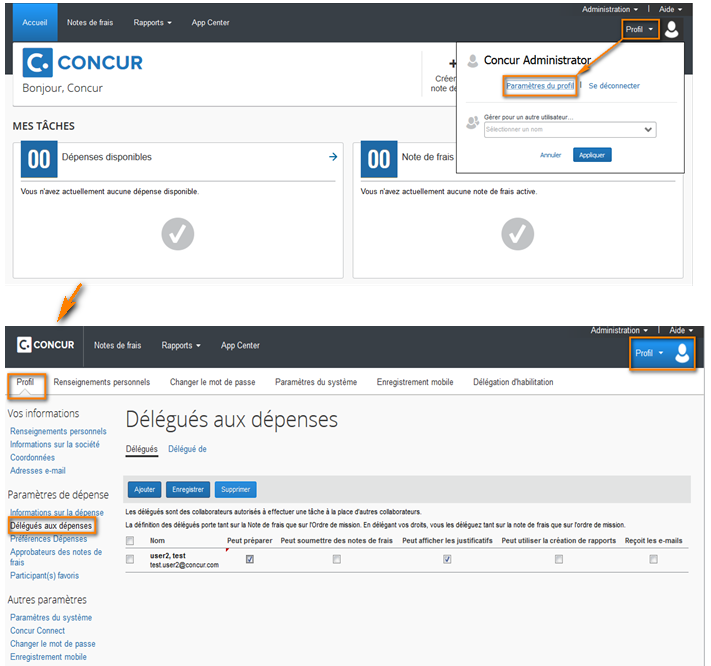 Administration
Aide
Accueil
Notes de frais
Rapports
App Center
Profil
C. CONCUR
Bonjour, Concur
Créer
note de
Concur Administrator
Paramètres du profil
Se déconnecter
Gérer pour un autre utilisateur...
Sélectionner un nom
Annuler
Appliquer
MES TÂCHES
00
Dépenses disponibles
Vous n'avez actuellement aucune dépense disponible.
00
Note de frais
Vous n'avez actuellement aucune note de frais active.
Administration
Aide
C. CONCUR
Notes de frais
Rapports
App Center
Profil
Profil
Renseignements personnels
Changer le mot de passe
Paramètres du système
Enregistrement mobile
Délégation d'habilitation
Vos informations
Renseignements personnels
Informations sur la société
Coordonnées
Adresses e-mail
Paramètres de dépense
Informations sur la dépense
Délégués aux dépenses
Préférences Dépenses
Approbateurs des notes de
frais
Participant(s) favoris
Autres paramètres
Paramètres du système
Concur Connect
Changer le mot de passe
Enregistrement mobile
Délégués aux dépenses
Délégués
Délégué de
Ajouter
Enregistrer
Supprimer
Les délégués sont des collaborateurs autorisés à effectuer une tâche à la place d'autres collaborateurs.
La définition des délégués porte tant sur la Note de frais que sur l'Ordre de mission. En délégant vos droits, vous les déléguez tant sur la note de frais que sur l'ordre de mission.
Nom
Peut préparer
Peut soumettre des notes de frais
Peut afficher les justificatifs
Peut utiliser la création de rapports
Reçoit les e-mails
user2, test
test.user2@concur.com